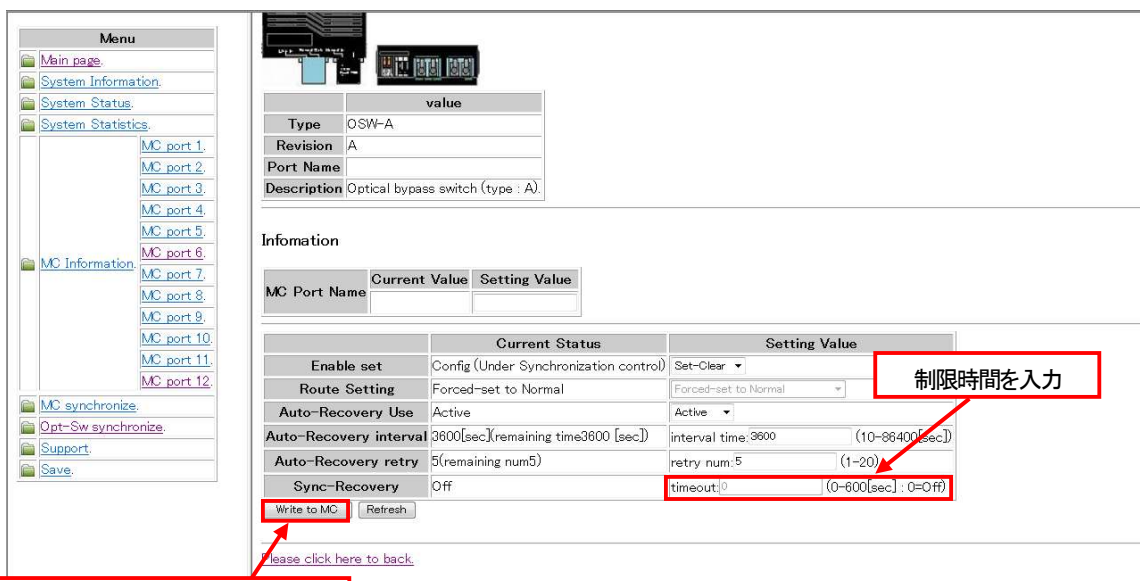 Menu
Main page.
System Information.
System Status.
System Statistics.
MC Information.
MC port 1.
MC port 2.
MC port 3.
MC port 4.
MC port 5.
MC port 6.
MC port 7.
MC port 8.
MC port 9.
MC port 10.
MC port 11.
MC port 12.
MC synchronize.
Opt-Sw synchronize.
Support.
Save.
value
Type OSW-A
Revision A
Port Name
Description Optical bypass switch (type : A).
Infomation
MC Port Name Current Value Setting Value
Current Status Setting Value
Enable set Config (Under Synchronization control) Set-Clear
Route Setting Forced-set to Normal Forced-set to Normal
Auto-Recovery Use Active Active
Auto-Recovery interval 3600[sec](remaining time3600 [sec]) interval time: 3600 (10-86400[sec])
Auto-Recovery retry 5(remaining num5) retry num: 5 (1-20)
Sync-Recovery Off timeout: 0 (0-600[sec] : 0=Off)
制限時間を入力
Write to MC Refresh
Please click here to back.